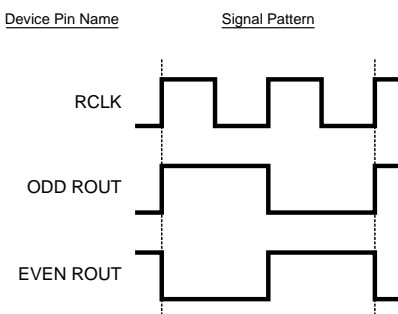 Device Pin Name Signal Pattern
RCLK
ODD ROUT
EVEN ROUT